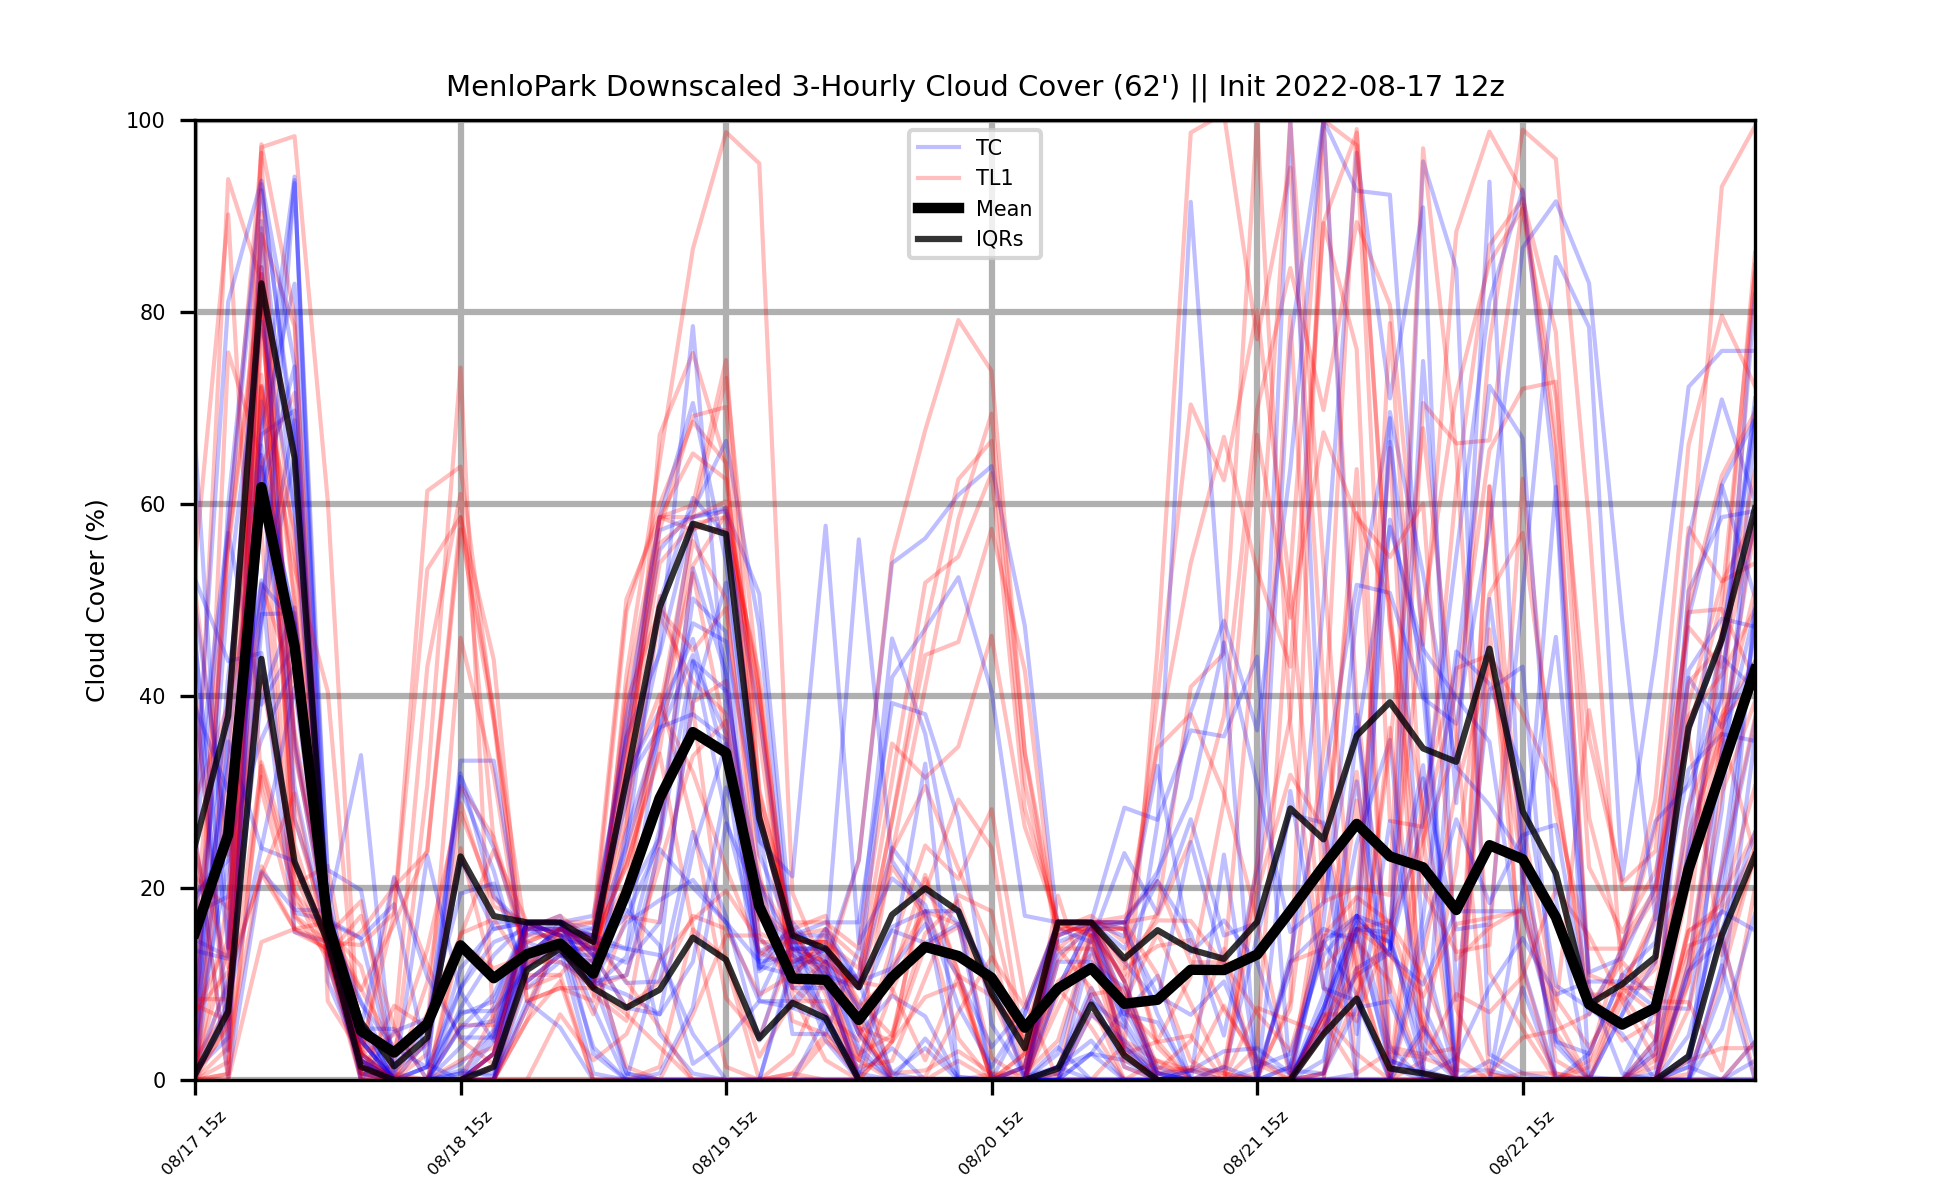 MenloPark Downscaled 3-Hourly Cloud Cover (62') || Init 2022-08-17 12z
Cloud Cover (%)
100
80
60
40
20
0
TC
TL1
Mean
IQRs
08/17 15z
08/18 15z
08/19 15z
08/20 15z
08/21 15z
08/22 15z